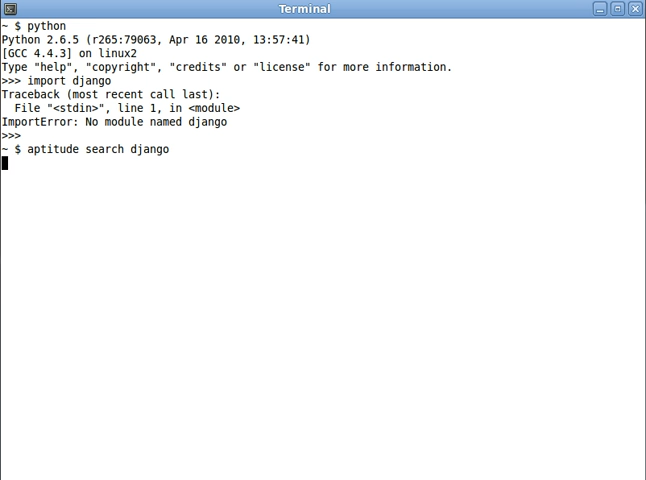 Terminal
~ $ python
Python 2.6.5 (r265:79063, Apr 16 2010, 13:57:41)
[GCC 4.4.3] on linux2
Type "help", "copyright", "credits" or "license" for more information.
>>> import django
Traceback (most recent call last):
  File "<stdin>", line 1, in <module>
ImportError: No module named django
>>>
~ $ aptitude search django